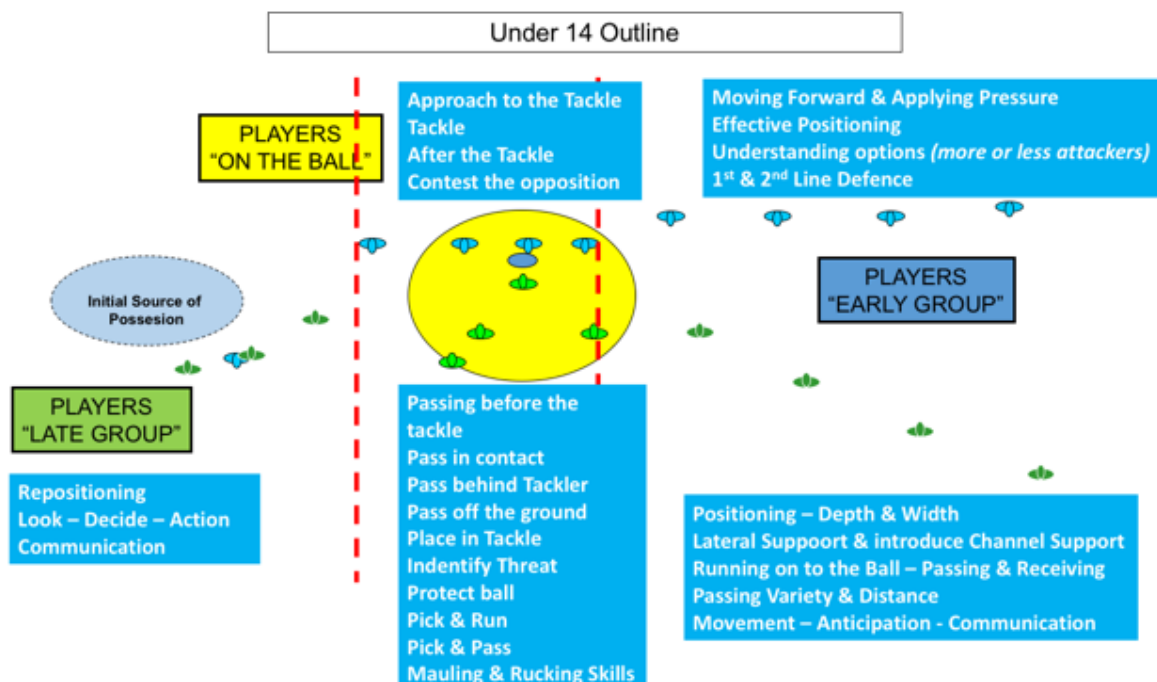 Under 14 Outline
PLAYERS
"ON THE BALL"
Approach to the Tackle
Tackle
After the Tackle
Contest the opposition
Moving Forward & Applying Pressure
Effective Positioning
Understanding options (more or less attackers)
1st & 2nd Line Defence
Initial Source of
Possesion
PLAYERS
"EARLY GROUP"
PLAYERS
"LATE GROUP"
Repositioning
Look – Decide – Action
Communication
Passing before the
tackle
Pass in contact
Pass behind Tackler
Pass off the ground
Place in Tackle
Indentify Threat
Protect ball
Pick & Run
Pick & Pass
Mauling & Rucking Skills
Positioning – Depth & Width
Lateral Suppoort & introduce Channel Support
Running on to the Ball – Passing & Receiving
Passing Variety & Distance
Movement – Anticipation - Communication